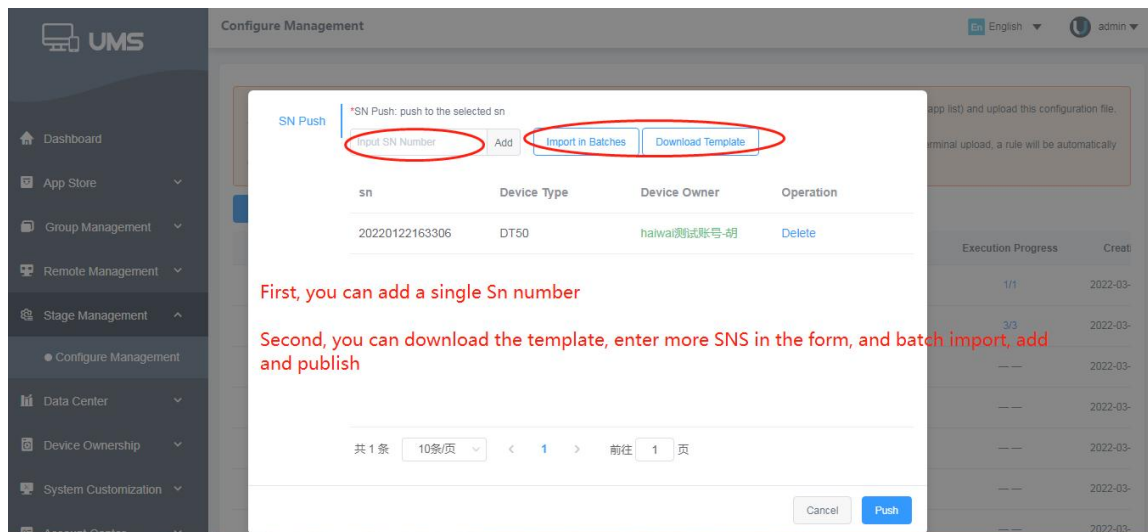 UMS
Configure Management
En English
admin
Dashboard
App Store
Group Management
Remote Management
Stage Management
Configure Management
Data Center
Device Ownership
System Customization
Account Center
app list) and upload this configuration file.
upload, a rule will be automatically
SN Push
*SN Push: push to the selected sn
Input SN Number
Add
Import in Batches
Download Template
sn Device Type Device Owner Operation
20220122163306 DT50 haiwai测试账号-胡 Delete
First, you can add a single Sn number
Second, you can download the template, enter more SNS in the form, and batch import, add
and publish
共 1 条 10条/页 < 1 > 前往 1 页
Cancel Push
Execution Progress Creati
1/1 2022-03-
3/3 2022-03-
—— 2022-03-
—— 2022-03-
—— 2022-03-
—— 2022-03-
—— 2022-03-